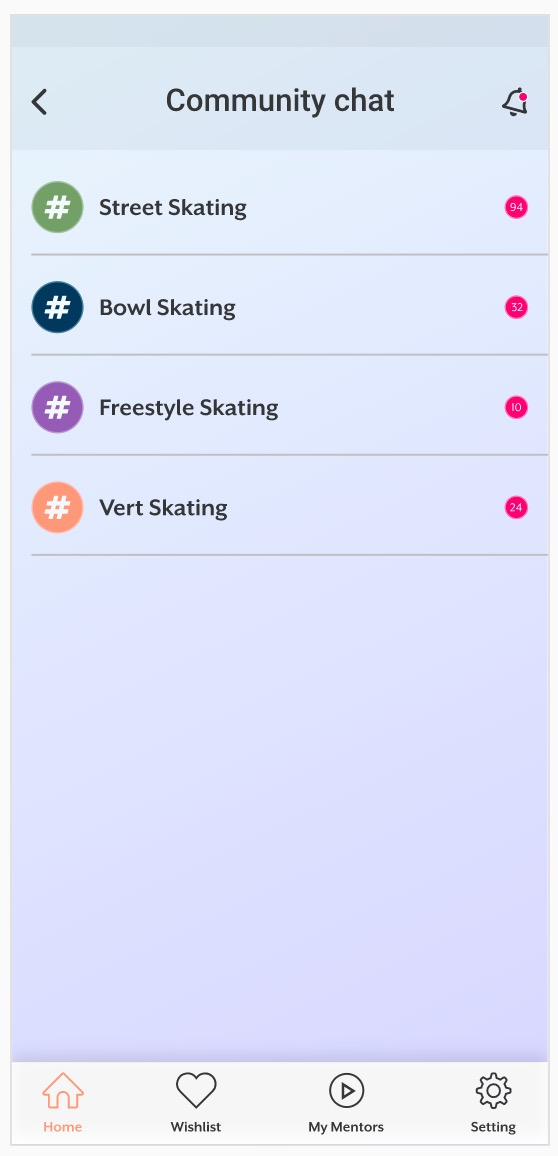 Community chat
# Street Skating 94
# Bowl Skating 32
# Freestyle Skating 10
# Vert Skating 24
Home Wishlist My Mentors Setting